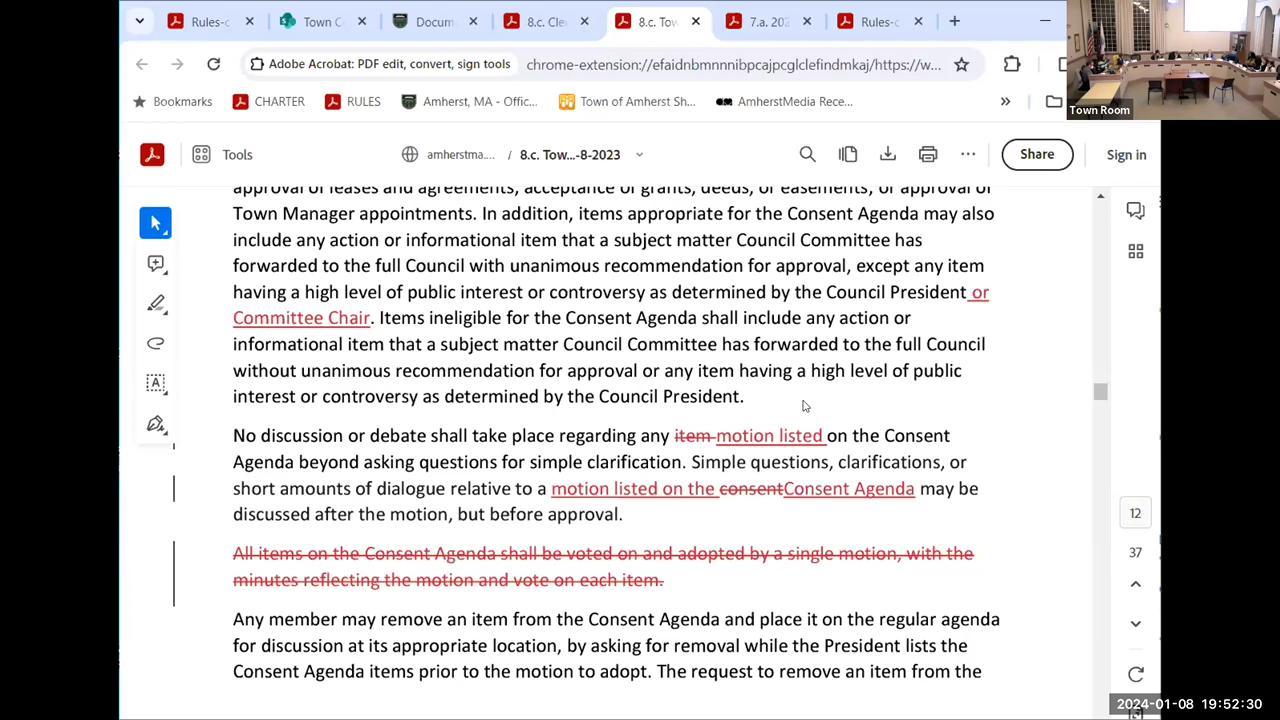 Rules-c
Town C
Docum
8.c. Cle
8.c. Tow
7.a. 202
Rules-c
Adobe Acrobat: PDF edit, convert, sign tools
chrome-extension://efaidnbmnnnibpcajpcglclefindmkaj/https://w...
Bookmarks
CHARTER
RULES
Amherst, MA - Offic...
Town of Amherst Sh...
AmherstMedia Rece...
»
Town Room
Tools
amherstma.... / 8.c. Tow...-8-2023
Share
Sign in
approval of leases and agreements, acceptance of grants, deeds, or easements, or approval of
Town Manager appointments. In addition, items appropriate for the Consent Agenda may also
include any action or informational item that a subject matter Council Committee has
forwarded to the full Council with unanimous recommendation for approval, except any item
having a high level of public interest or controversy as determined by the Council President or
Committee Chair. Items ineligible for the Consent Agenda shall include any action or
informational item that a subject matter Council Committee has forwarded to the full Council
without unanimous recommendation for approval or any item having a high level of public
interest or controversy as determined by the Council President.
No discussion or debate shall take place regarding any item motion listed on the Consent
Agenda beyond asking questions for simple clarification. Simple questions, clarifications, or
short amounts of dialogue relative to a motion listed on the consentConsent Agenda may be
discussed after the motion, but before approval.
All items on the Consent Agenda shall be voted on and adopted by a single motion, with the
minutes reflecting the motion and vote on each item.
Any member may remove an item from the Consent Agenda and place it on the regular agenda
for discussion at its appropriate location, by asking for removal while the President lists the
Consent Agenda items prior to the motion to adopt. The request to remove an item from the
12
37
2024-01-08 19:52:30